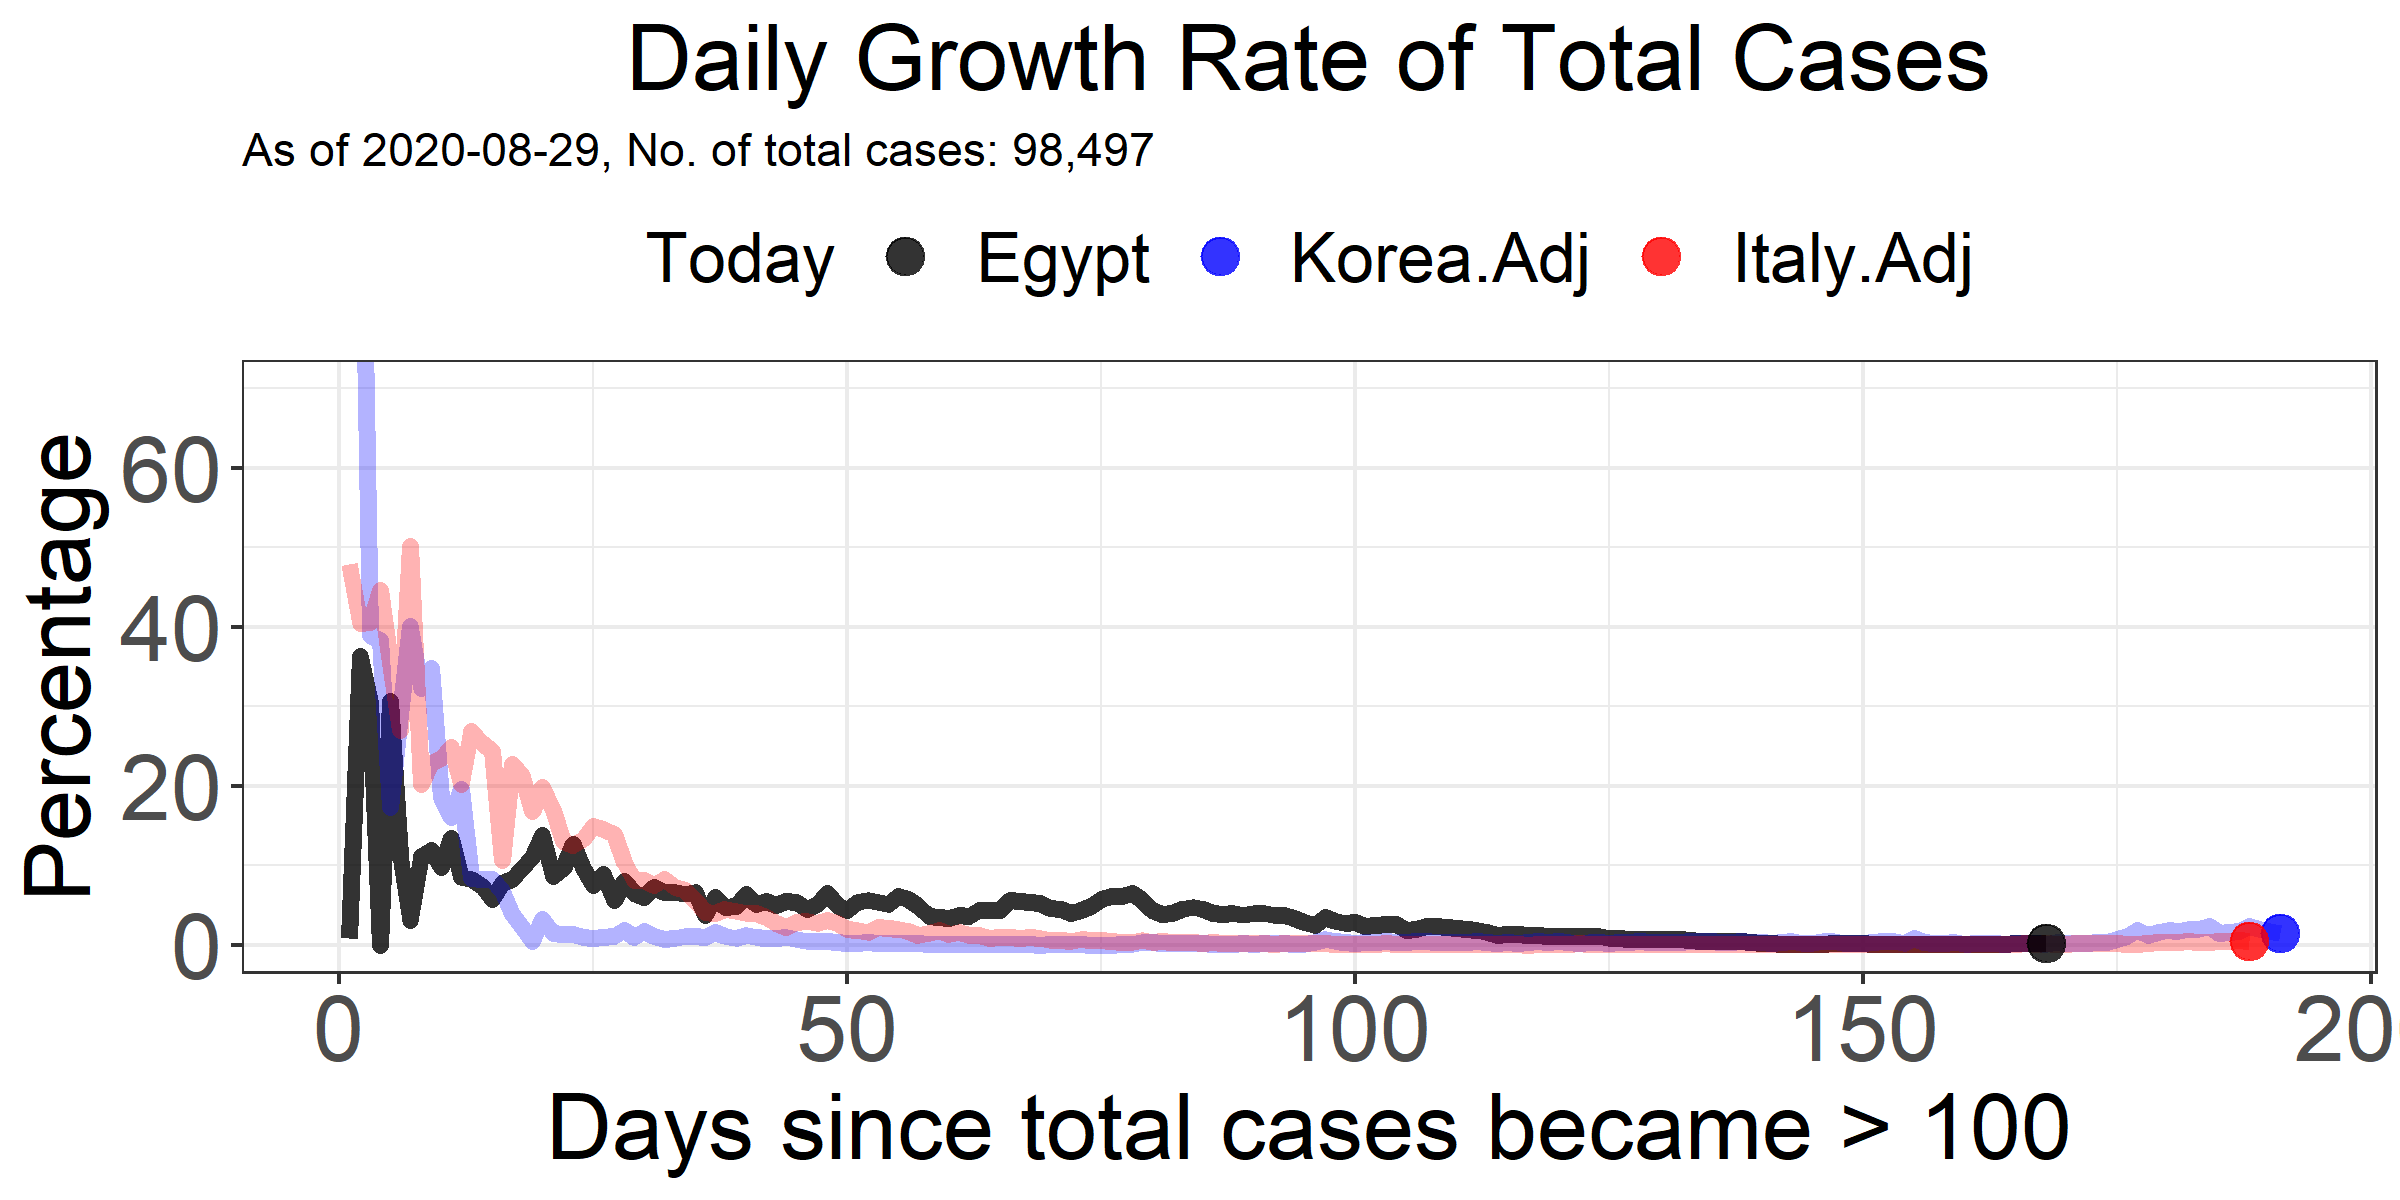 Daily Growth Rate of Total Cases
As of 2020-08-29, No. of total cases: 98,497
Today Egypt Korea.Adj Italy.Adj
Percentage
60
40
20
0
0 50 100 150 20
Days since total cases became > 100